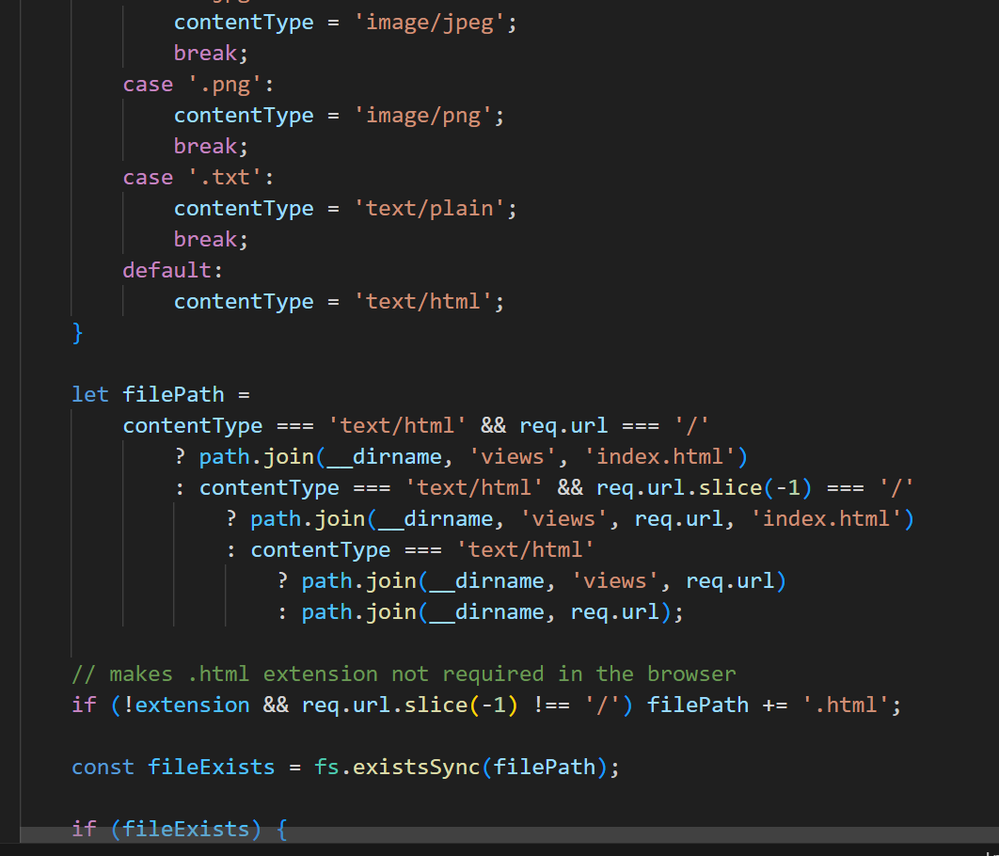 contentType = 'image/jpeg';
break;
case '.png':
contentType = 'image/png';
break;
case '.txt':
contentType = 'text/plain';
break;
default:
contentType = 'text/html';
}
let filePath =
contentType === 'text/html' && req.url === '/'
? path.join(__dirname, 'views', 'index.html')
: contentType === 'text/html' && req.url.slice(-1) === '/'
? path.join(__dirname, 'views', req.url, 'index.html')
: contentType === 'text/html'
? path.join(__dirname, 'views', req.url)
: path.join(__dirname, req.url);
// makes .html extension not required in the browser
if (!extension && req.url.slice(-1) !== '/') filePath += '.html';
const fileExists = fs.existsSync(filePath);
if (fileExists) {